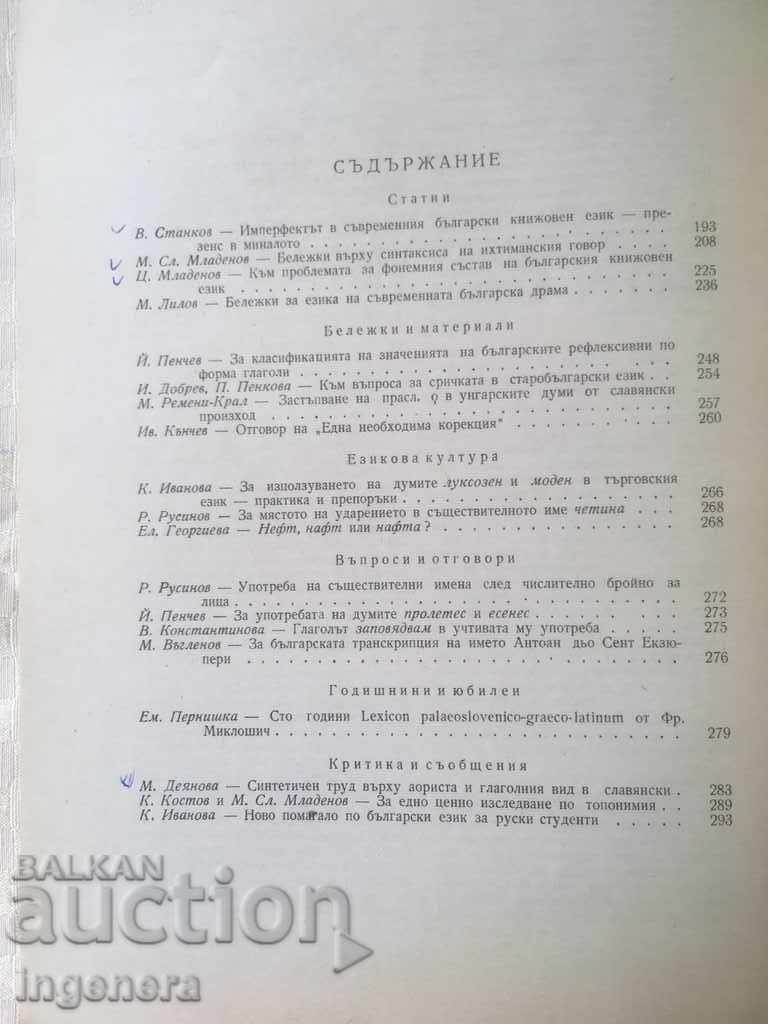 СЪДЪРЖАНИЕ
Статии
В. Станков — Имперфектът в съвременния български книжовен език — пре-
зенс в миналото . . . . . . . . . . . . . . . . . . . . 193
М. Сл. Младенов — Бележки върху синтаксиса на ихтиманския говор . . . . 208
Ц. Младенов — Към проблемата за фонемния състав на българския книжовен
език . . . . . . . . . . . . . . . . . . . . . . . . . 225
М. Лилов — Бележки за езика на съвременната българска драма . . . . . . . 236
Бележки и материали
Й. Пенчев — За класификацията на значенията на българските рефлексивни по
форма глаголи . . . . . . . . . . . . . . . . . . . . 248
И. Добрев, П. Пенкова — Към въпроса за сричката в старобългарски език . . 254
М. Ремени-Крал — Застъпване на прасл. ǫ в унгарските думи от славянски
произход . . . . . . . . . . . . . . . . . . . . . . . 257
Ив. Кънчев — Отговор на „Една необходима корекция“ . . . . . . . . . . . 260
Езикова култура
К. Иванова — За използуването на думите луксозен и моден в търговския
език — практика и препоръки . . . . . . . . . . . . . . . . 266
Р. Русинов — За мястото на ударението в съществителното име четина . . . 268
Ел. Георгиева — Нефт, нафт или нафта? . . . . . . . . . . . . . . . 268
Въпроси и отговори
Р. Русинов — Употреба на съществителни имена след числително бройно за
лица . . . . . . . . . . . . . . . . . . . . . . . . . 272
Й. Пенчев — За употребата на думите пролетес и есенес . . . . . . . . . 273
В. Константинова — Глаголът заповядвам в учтивата му употреба . . . . . 275
М. Въгленов — За българската транскрипция на името Антоан дьо Сент Екзю-
пери . . . . . . . . . . . . . . . . . . . . . . . . . 276
Годишнини и юбилеи
Ем. Пернишка — Сто години Lexicon palaeoslovenico-graeco-latinum от Фр.
Миклошич . . . . . . . . . . . . . . . . . . . . . . . 279
Критика и съобщения
М. Деянова — Синтетичен труд върху аориста и глаголния вид в славянски . 283
К. Костов и М. Сл. Младенов — За едно ценно изследване по топонимия . . 289
К. Иванова — Ново помагало по български език за руски студенти . . . . . 293
BALKAN
auction
ingenera